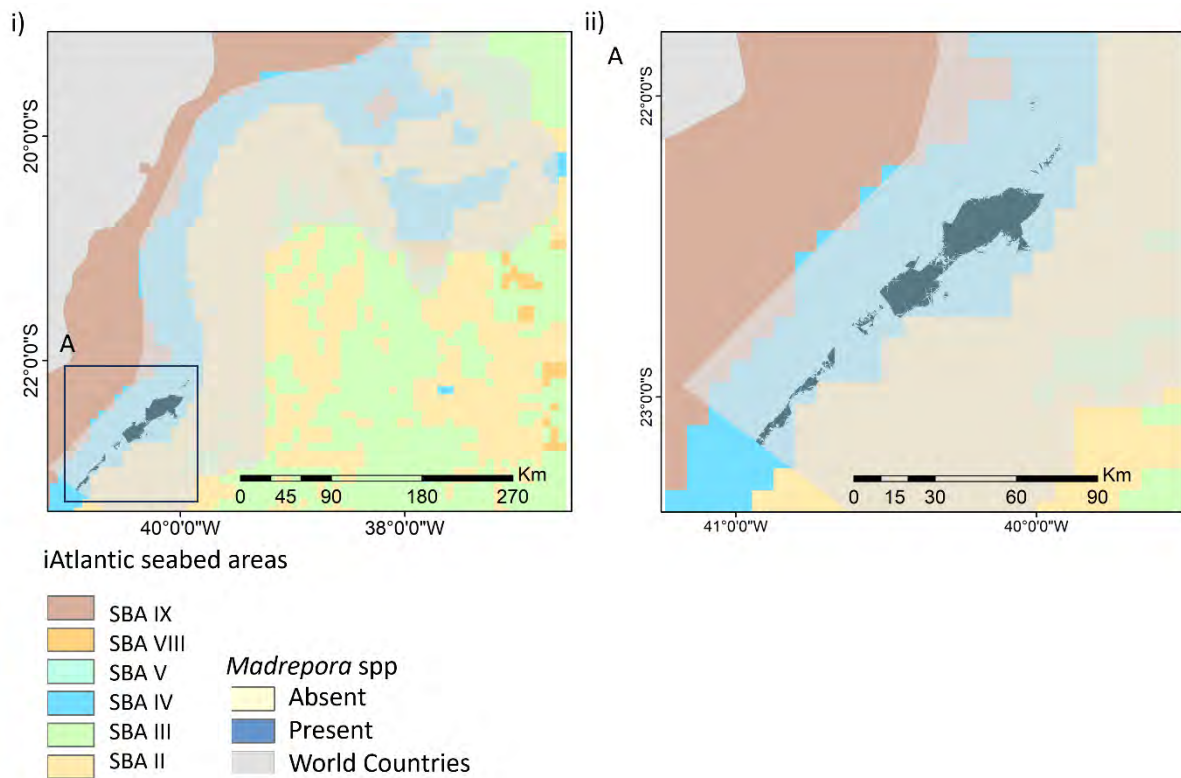 i)
A
20°0'0"S
22°0'0"S
Km
0 45 90 180 270
40°0'0"W 38°0'0"W
ii)
A
22°0'0"S
23°0'0"S
Km
0 15 30 60 90
41°0'0"W 40°0'0"W
iAtlantic seabed areas
SBA IX
SBA VIII
SBA V
SBA IV
SBA III
SBA II
Madrepora spp
Absent
Present
World Countries